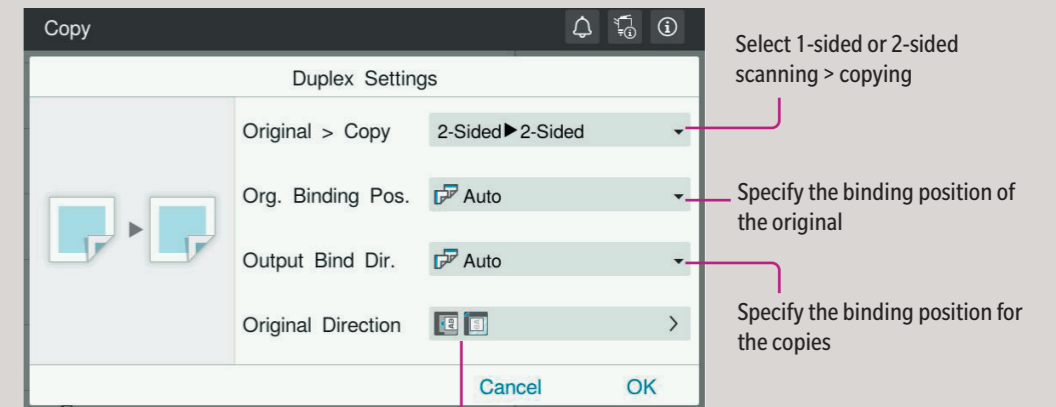 Copy
Duplex Settings
Original > Copy 2-Sided▶2-Sided
Org. Binding Pos. Auto
Output Bind Dir. Auto
Original Direction
Cancel OK
Select 1-sided or 2-sided
scanning > copying
Specify the binding position of
the original
Specify the binding position for
the copies